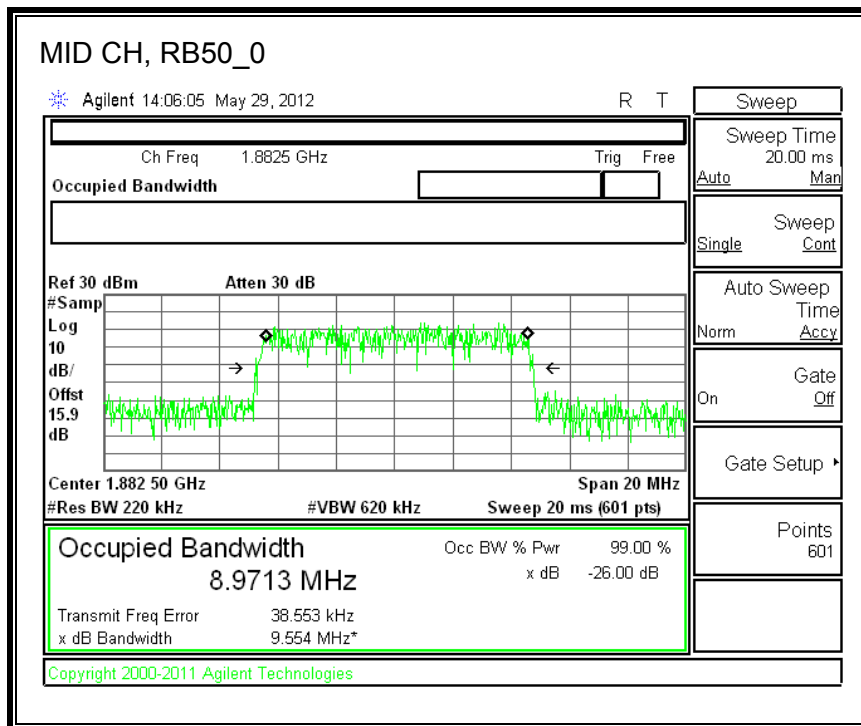 MID CH, RB50_0
Agilent 14:06:05 May 29, 2012 R T
Ch Freq 1.8825 GHz Trig Free
Occupied Bandwidth
Ref 30 dBm Atten 30 dB
#Samp
Log
10
dB/
Offst
15.9
dB
Center 1.882 50 GHz Span 20 MHz
#Res BW 220 kHz #VBW 620 kHz Sweep 20 ms (601 pts)
Occupied Bandwidth
8.9713 MHz
Occ BW % Pwr 99.00 %
x dB -26.00 dB
Transmit Freq Error 38.553 kHz
x dB Bandwidth 9.554 MHz*
Copyright 2000-2011 Agilent Technologies
Sweep
Sweep Time
20.00 ms
Auto Man
Sweep
Single Cont
Auto Sweep
Time
Norm Accy
Gate
On Off
Gate Setup
Points
601